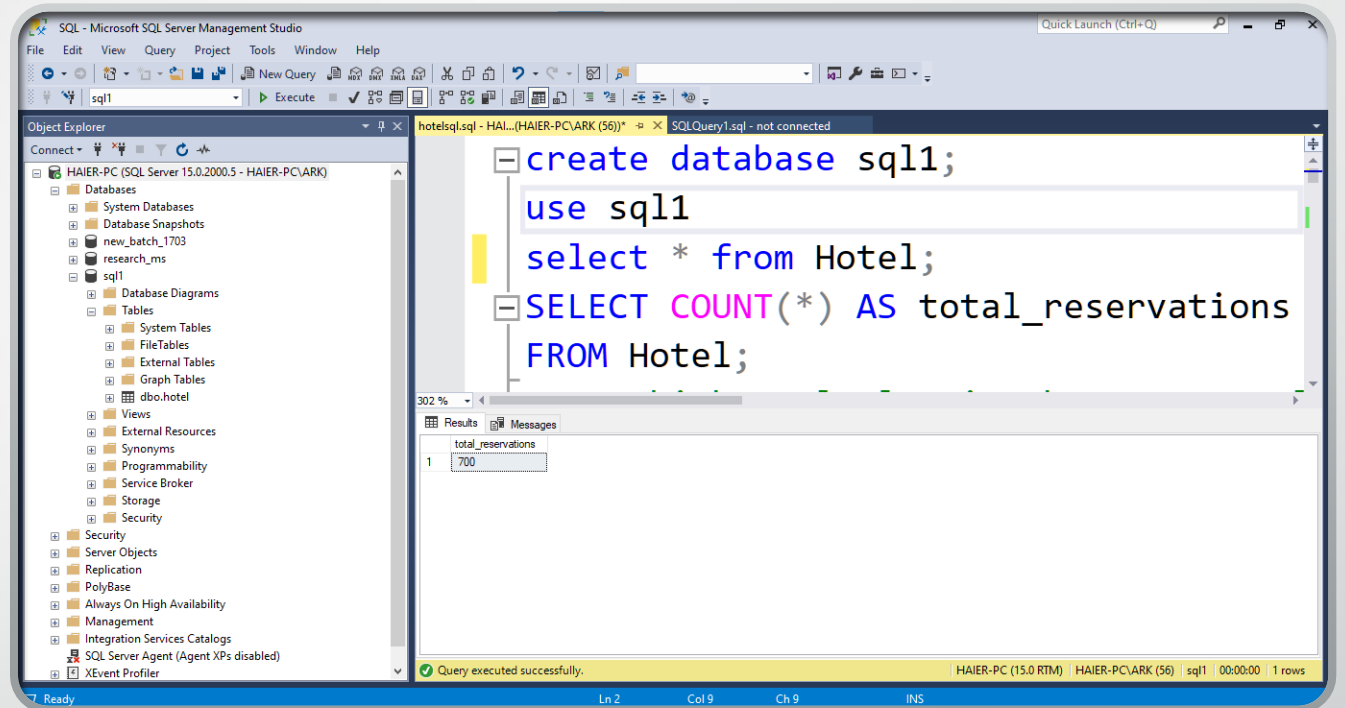 SQL - Microsoft SQL Server Management Studio
Quick Launch (Ctrl+Q)
File Edit View Query Project Tools Window Help
New Query
sql1 Execute
Object Explorer
Connect
HAIER-PC (SQL Server 15.0.2000.5 - HAIER-PC\ARK)
Databases
System Databases
Database Snapshots
new_batch_1703
research_ms
sql1
Database Diagrams
Tables
System Tables
FileTables
External Tables
Graph Tables
dbo.hotel
Views
External Resources
Synonyms
Programmability
Service Broker
Storage
Security
Security
Server Objects
Replication
PolyBase
Always On High Availability
Management
Integration Services Catalogs
SQL Server Agent (Agent XPs disabled)
XEvent Profiler
hotelsql.sql - HAI...(HAIER-PC\ARK (56))* SQLQuery1.sql - not connected
create database sql1;
use sql1
select * from Hotel;
SELECT COUNT(*) AS total_reservations
FROM Hotel;
302 %
Results Messages
total_reservations
1 700
Query executed successfully. HAIER-PC (15.0 RTM) HAIER-PC\ARK (56) sql1 00:00:00 1 rows
Ready Ln 2 Col 9 Ch 9 INS